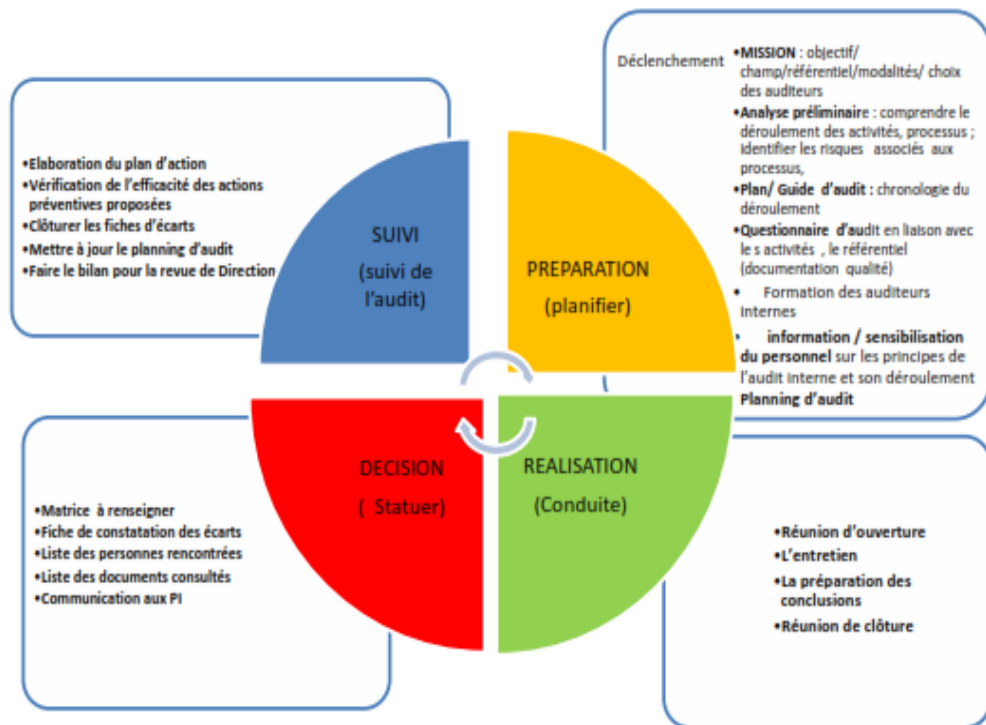 •Elaboration du plan d'action
•Vérification de l'efficacité des actions
préventives proposées
•Clôturer les fiches d'écarts
•Mettre à jour le planning d'audit
•Faire le bilan pour la revue de Direction
SUIVI
(suivi de
l'audit)
Déclenchement
•MISSION : objectif/
champ/référentiel/modalités/ choix
des auditeurs
•Analyse préliminaire : comprendre le
déroulement des activités, processus ;
identifier les risques associés aux
processus,
•Plan/ Guide d'audit : chronologie du
déroulement
•Questionnaire d'audit en liaison avec
le s activités , le référentiel
(documentation qualité)
• Formation des auditeurs
internes
• information / sensibilisation
du personnel sur les principes de
l'audit interne et son déroulement
Planning d'audit
PREPARATION
(planifier)
DECISION
( Statuer)
•Matrice à renseigner
•Fiche de constatation des écarts
•Liste des personnes rencontrées
•Liste des documents consultés
•Communication aux PI
REALISATION
(Conduite)
•Réunion d'ouverture
•L'entretien
•La préparation des
conclusions
•Réunion de clôture